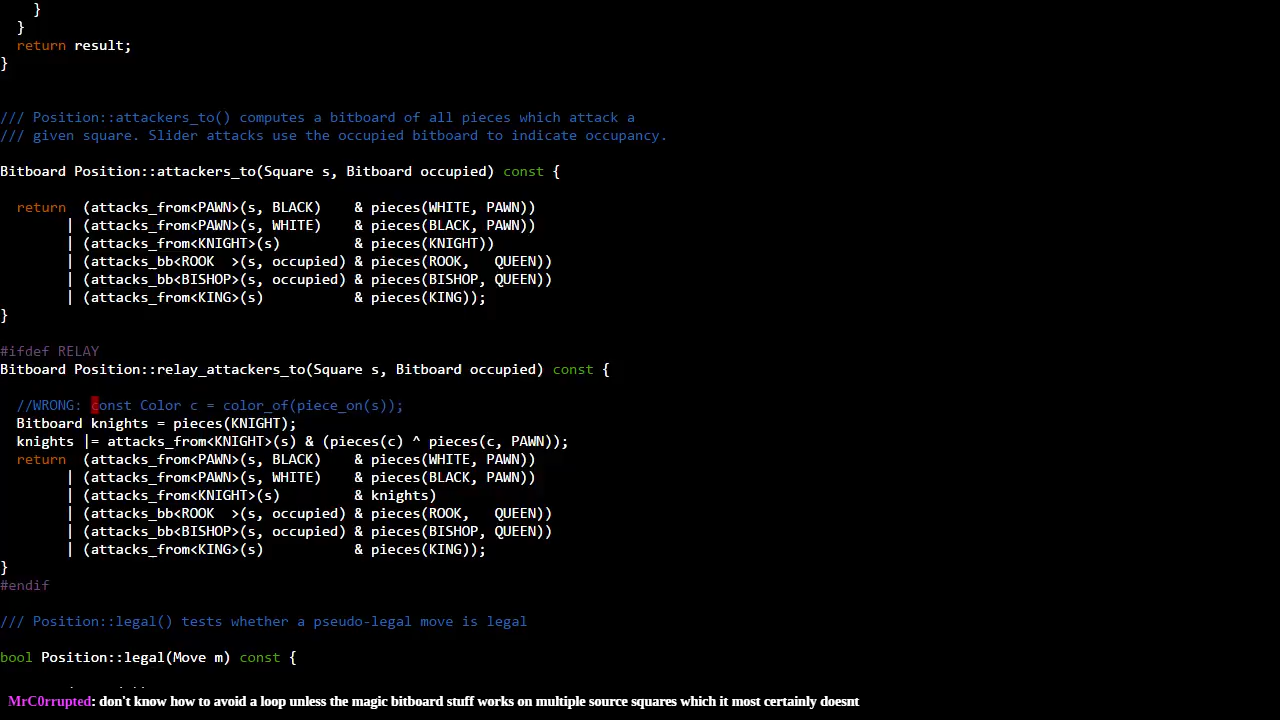 }
  }
  return result;
}
/// Position::attackers_to() computes a bitboard of all pieces which attack a
/// given square. Slider attacks use the occupied bitboard to indicate occupancy.
Bitboard Position::attackers_to(Square s, Bitboard occupied) const {
  return  (attacks_from<PAWN>(s, BLACK)    & pieces(WHITE, PAWN))
        | (attacks_from<PAWN>(s, WHITE)    & pieces(BLACK, PAWN))
        | (attacks_from<KNIGHT>(s)         & pieces(KNIGHT))
        | (attacks_bb<ROOK  >(s, occupied) & pieces(ROOK,   QUEEN))
        | (attacks_bb<BISHOP>(s, occupied) & pieces(BISHOP, QUEEN))
        | (attacks_from<KING>(s)           & pieces(KING));
}
#ifdef RELAY
Bitboard Position::relay_attackers_to(Square s, Bitboard occupied) const {
  //WRONG: const Color c = color_of(piece_on(s));
  Bitboard knights = pieces(KNIGHT);
  knights |= attacks_from<KNIGHT>(s) & (pieces(c) ^ pieces(c, PAWN));
  return  (attacks_from<PAWN>(s, BLACK)    & pieces(WHITE, PAWN))
        | (attacks_from<PAWN>(s, WHITE)    & pieces(BLACK, PAWN))
        | (attacks_from<KNIGHT>(s)         & knights)
        | (attacks_bb<ROOK  >(s, occupied) & pieces(ROOK,   QUEEN))
        | (attacks_bb<BISHOP>(s, occupied) & pieces(BISHOP, QUEEN))
        | (attacks_from<KING>(s)           & pieces(KING));
}
#endif
/// Position::legal() tests whether a pseudo-legal move is legal
bool Position::legal(Move m) const {
MrC0rrupted: don't know how to avoid a loop unless the magic bitboard stuff works on multiple source squares which it most certainly doesnt